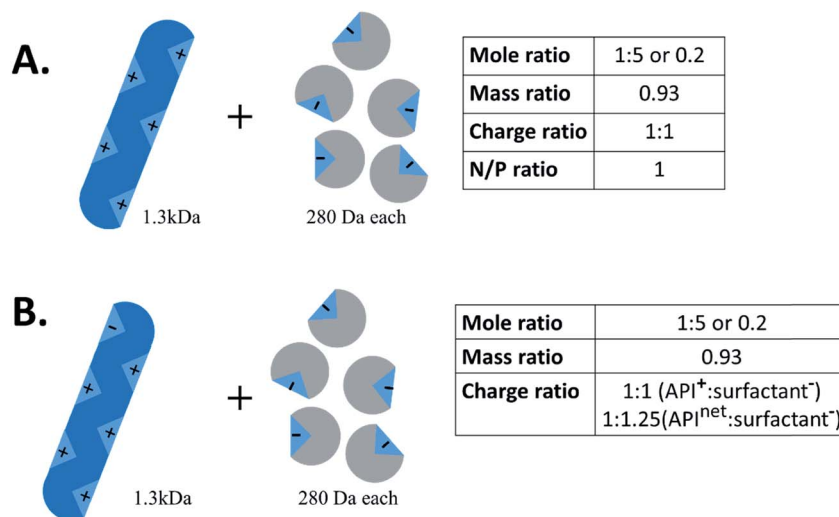 A.
+ + + + +
+
- - - - -
1.3kDa
280 Da each
Mole ratio 1:5 or 0.2
Mass ratio 0.93
Charge ratio 1:1
N/P ratio 1
B.
- + + + + +
+
- - - - -
1.3kDa
280 Da each
Mole ratio 1:5 or 0.2
Mass ratio 0.93
Charge ratio 1:1 (API⁺:surfactant⁻)
1:1.25(APIⁿᵉᵗ:surfactant⁻)